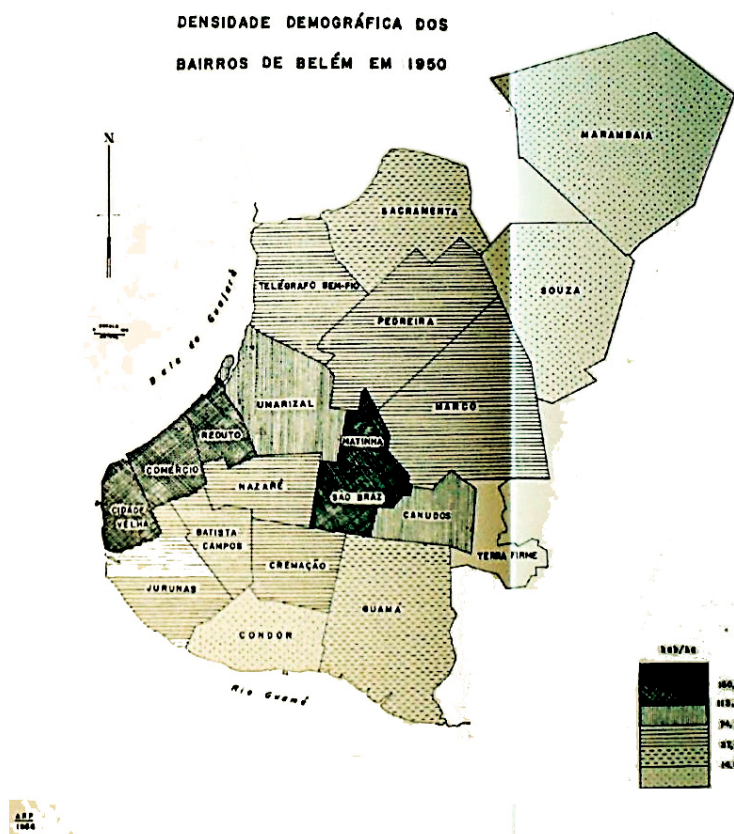 DENSIDADE DEMOGRÁFICA DOS
BAIRROS DE BELÉM EM 1950
N
MARAMBAIA
SACRAMENTA
TELÉGRAFO SEM-FIO
SOUZA
Baía do Guajará
PEDREIRA
UMARIZAL
MARCO
REDUTO
MATINHA
COMÉRCIO
NAZARÉ
SÃO BRAZ
CIDADE
VELHA
CANUDOS
BATISTA
CAMPOS
TERRA FIRME
CREMAÇÃO
JURUNAS
GUAMÁ
CONDOR
Rio Guamá
hab/ha